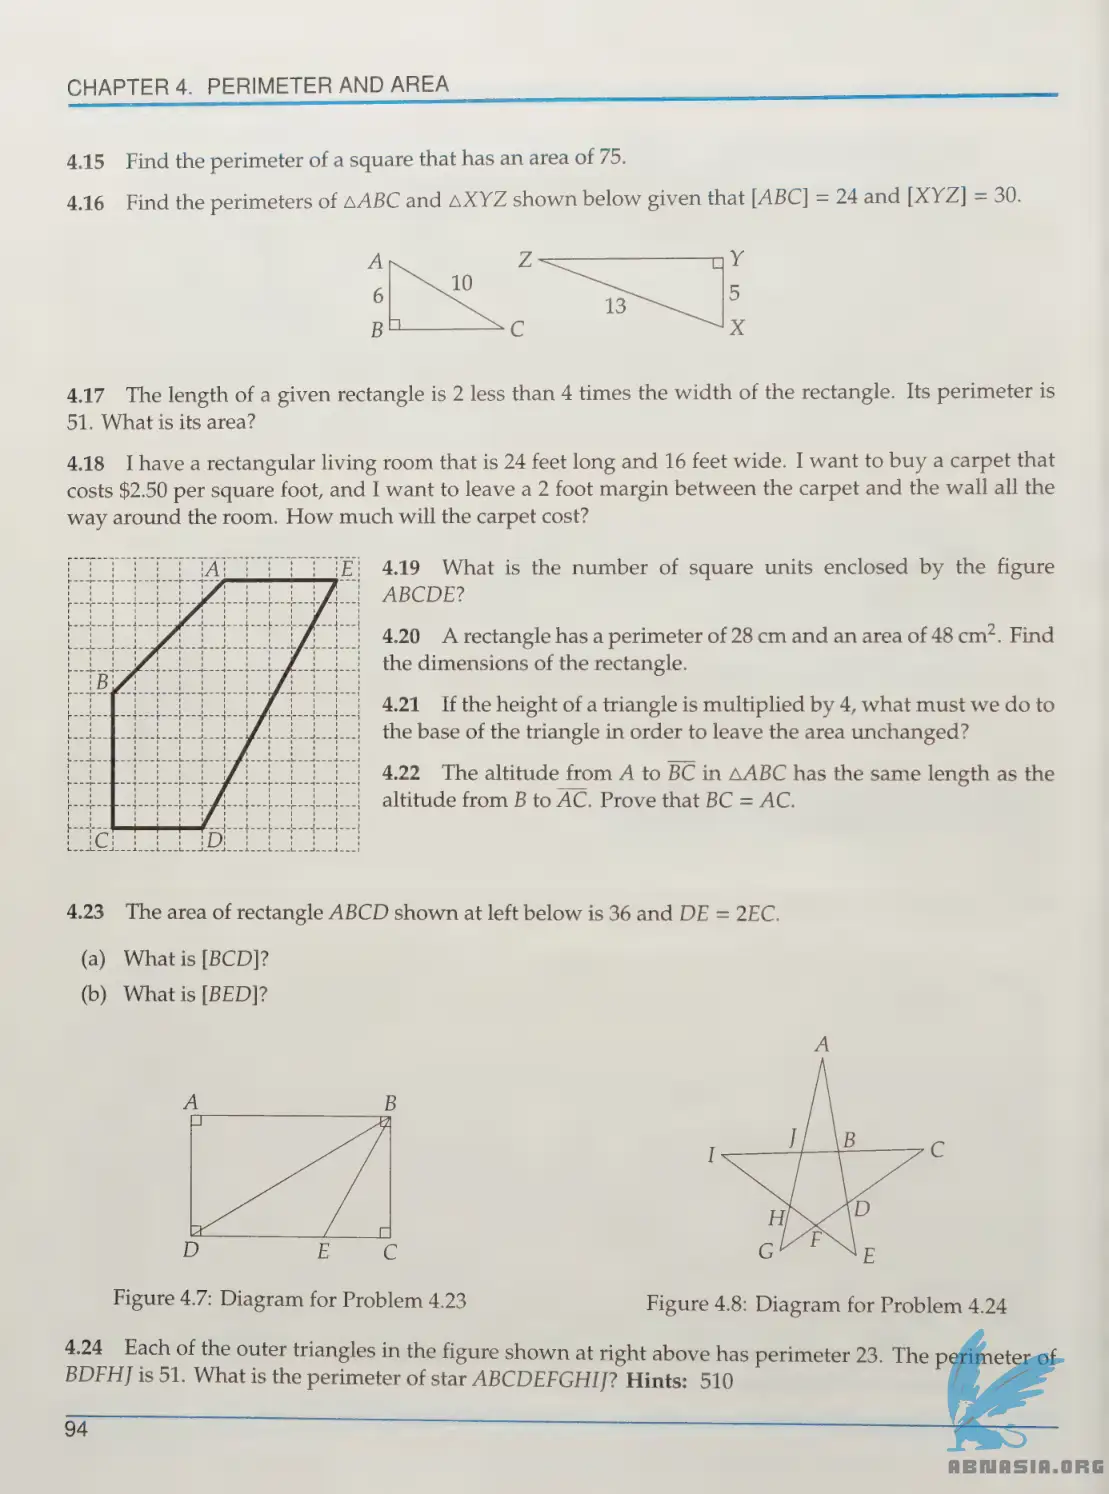 CHAPTER 4. PERIMETER AND AREA
4.15 Find the perimeter of a square that has an area of 75.
4.16 Find the perimeters of △ABC and △XYZ shown below given that [ABC] = 24 and [XYZ] = 30.
A
6
B
10
C
Z
13
Y
5
X
4.17 The length of a given rectangle is 2 less than 4 times the width of the rectangle. Its perimeter is
51. What is its area?
4.18 I have a rectangular living room that is 24 feet long and 16 feet wide. I want to buy a carpet that
costs $2.50 per square foot, and I want to leave a 2 foot margin between the carpet and the wall all the
way around the room. How much will the carpet cost?
A
E
B
C
D
4.19 What is the number of square units enclosed by the figure
ABCDE?
4.20 A rectangle has a perimeter of 28 cm and an area of 48 cm². Find
the dimensions of the rectangle.
4.21 If the height of a triangle is multiplied by 4, what must we do to
the base of the triangle in order to leave the area unchanged?
4.22 The altitude from A to B̅C̅ in △ABC has the same length as the
altitude from B to A̅C̅. Prove that BC = AC.
4.23 The area of rectangle ABCD shown at left below is 36 and DE = 2EC.
(a) What is [BCD]?
(b) What is [BED]?
A
B
D
E
C
Figure 4.7: Diagram for Problem 4.23
A
I
J
B
C
H
D
G
F
E
Figure 4.8: Diagram for Problem 4.24
4.24 Each of the outer triangles in the figure shown at right above has perimeter 23. The perimeter of
BDFHJ is 51. What is the perimeter of star ABCDEFGHIJ? Hints: 510
94
ABNASIA.ORG